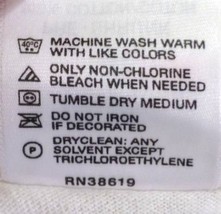 40°C MACHINE WASH WARM
WITH LIKE COLORS
ONLY NON-CHLORINE
BLEACH WHEN NEEDED
TUMBLE DRY MEDIUM
DO NOT IRON
IF DECORATED
P DRYCLEAN: ANY
SOLVENT EXCEPT
TRICHLOROETHYLENE
RN38619